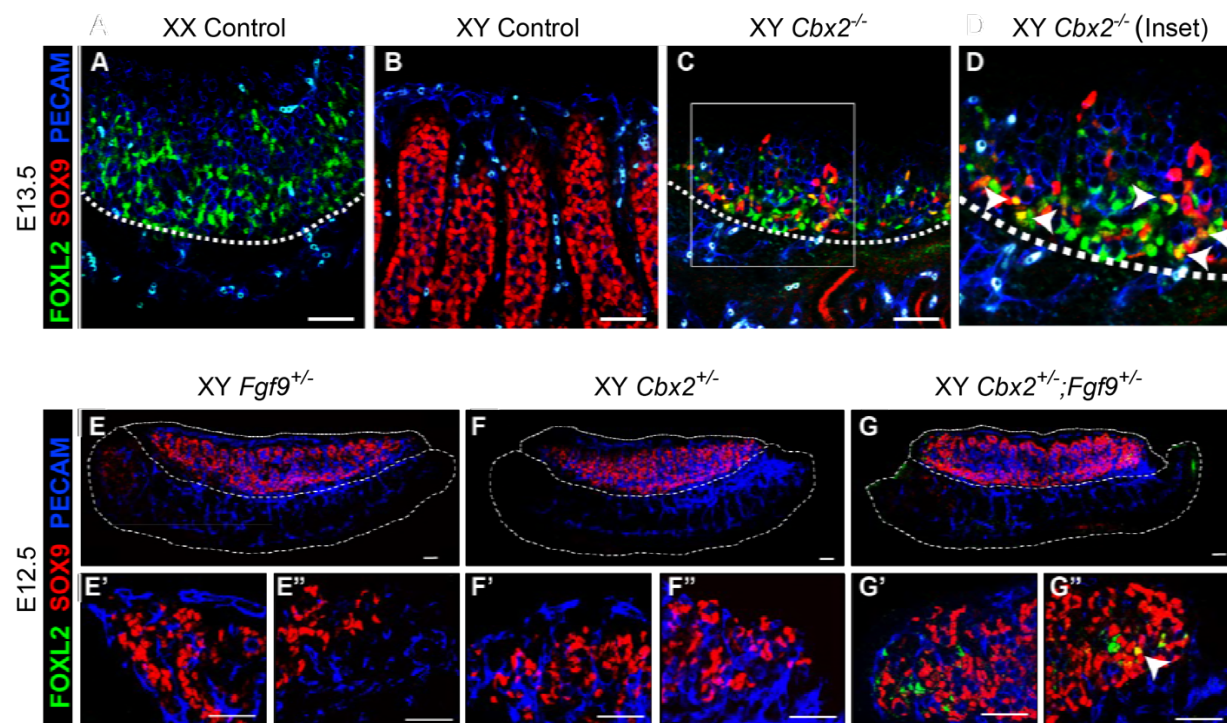 XX Control
XY Control
XY Cbx2-/-
D XY Cbx2-/- (Inset)
A
B
C
D
E13.5
FOXL2 SOX9 PECAM
XY Fgf9+/-
XY Cbx2+/-
XY Cbx2+/-;Fgf9+/-
E
F
G
E12.5
FOXL2 SOX9 PECAM
E'
E"
F'
F"
G'
G"